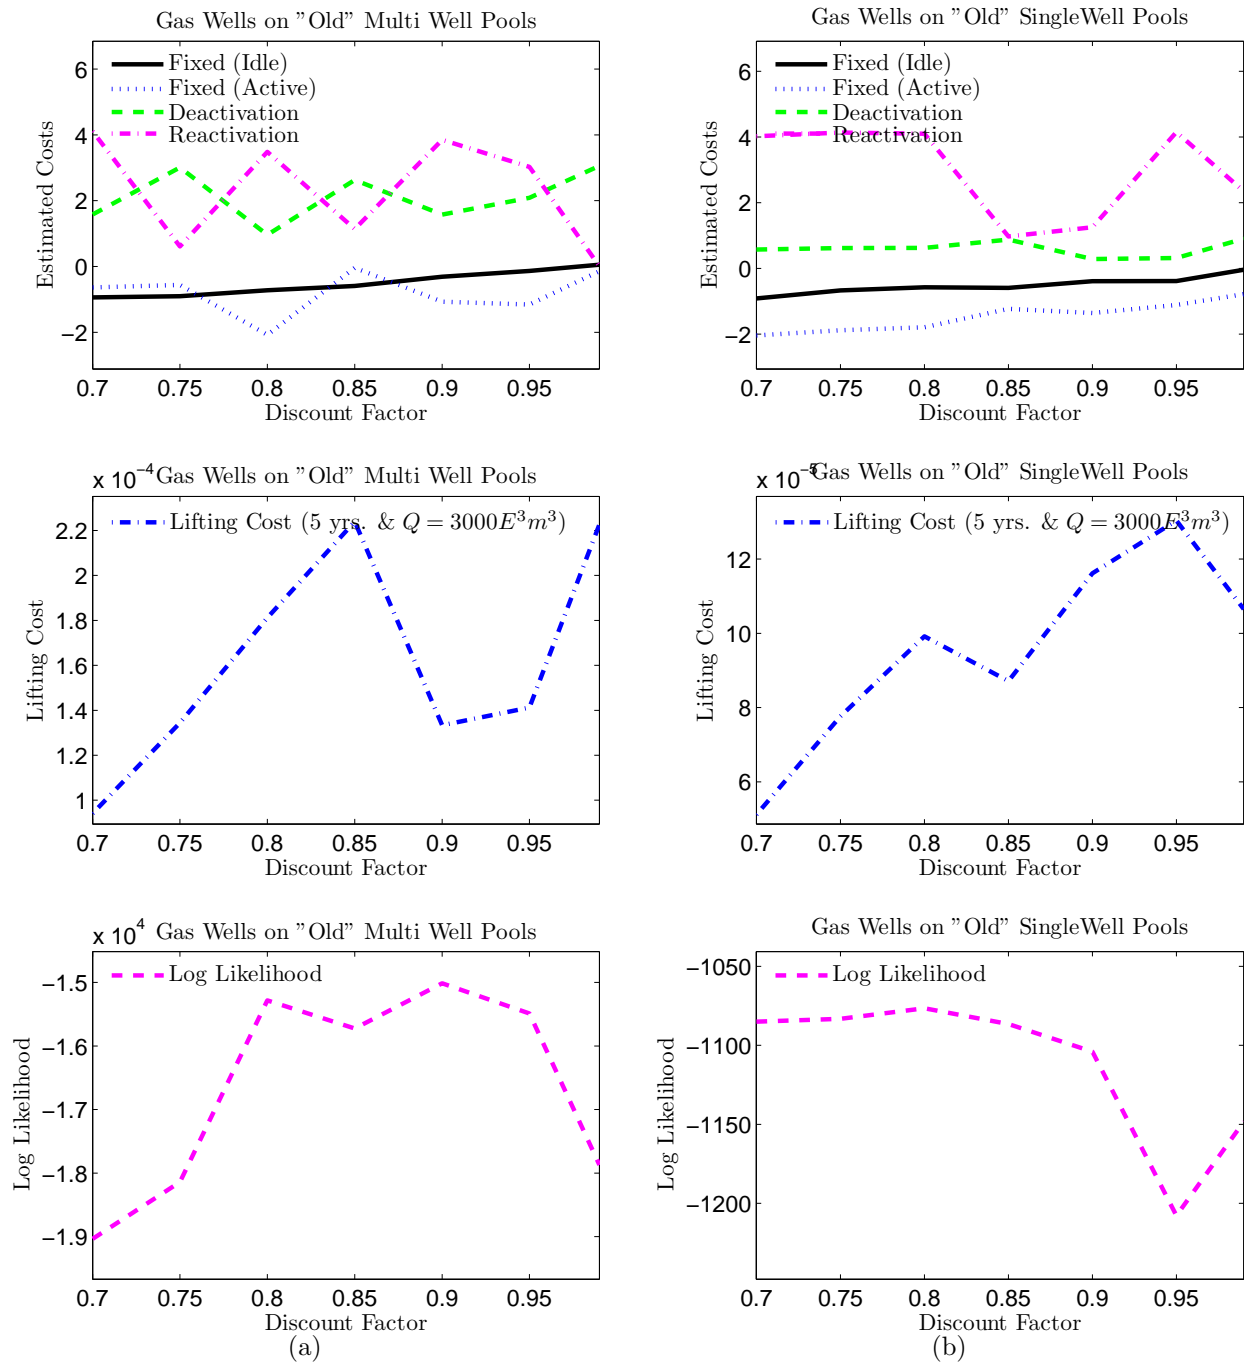 Gas Wells on ”Old” Multi Well Pools
6
4
2
0
−2
Estimated Costs
Fixed (Idle)
Fixed (Active)
Deactivation
Reactivation
0.7 0.75 0.8 0.85 0.9 0.95
Discount Factor
Gas Wells on ”Old” SingleWell Pools
6
4
2
0
−2
Estimated Costs
Fixed (Idle)
Fixed (Active)
Deactivation
Reactivation
0.7 0.75 0.8 0.85 0.9 0.95
Discount Factor
x 10⁻⁴
Gas Wells on ”Old” Multi Well Pools
2.2
2
1.8
1.6
1.4
1.2
1
Lifting Cost
Lifting Cost (5 yrs. & Q = 3000E³m³)
0.7 0.75 0.8 0.85 0.9 0.95
Discount Factor
x 10⁻⁵
Gas Wells on ”Old” SingleWell Pools
12
10
8
6
Lifting Cost
Lifting Cost (5 yrs. & Q = 3000E³m³)
0.7 0.75 0.8 0.85 0.9 0.95
Discount Factor
x 10⁴
Gas Wells on ”Old” Multi Well Pools
−1.5
−1.6
−1.7
−1.8
−1.9
Log Likelihood
Log Likelihood
0.7 0.75 0.8 0.85 0.9 0.95
Discount Factor
(a)
Gas Wells on ”Old” SingleWell Pools
−1050
−1100
−1150
−1200
Log Likelihood
Log Likelihood
0.7 0.75 0.8 0.85 0.9 0.95
Discount Factor
(b)